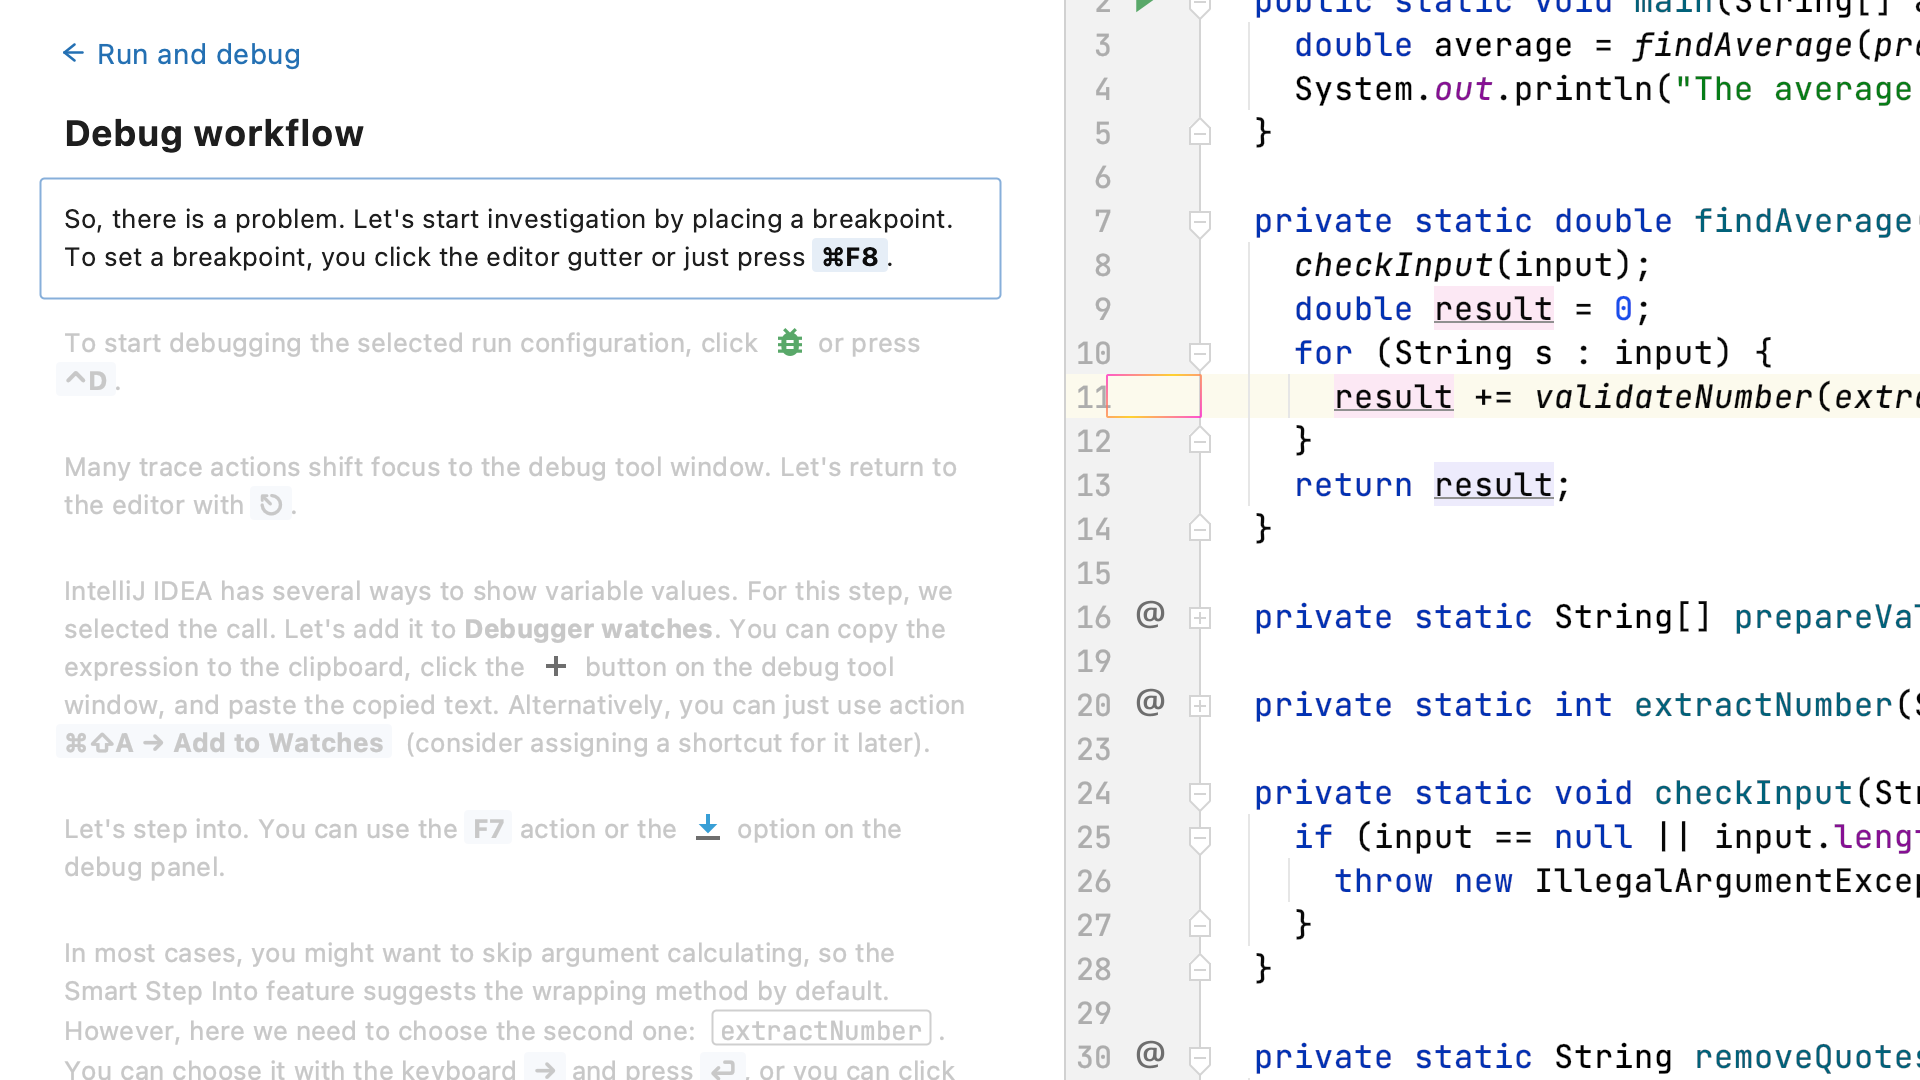 ← Run and debug
Debug workflow
So, there is a problem. Let's start investigation by placing a breakpoint.
To set a breakpoint, you click the editor gutter or just press ⌘F8.
To start debugging the selected run configuration, click or press
^D.
Many trace actions shift focus to the debug tool window. Let's return to
the editor with ⎋.
IntelliJ IDEA has several ways to show variable values. For this step, we
selected the call. Let's add it to Debugger watches. You can copy the
expression to the clipboard, click the + button on the debug tool
window, and paste the copied text. Alternatively, you can just use action
⌘⇧A → Add to Watches (consider assigning a shortcut for it later).
Let's step into. You can use the F7 action or the option on the
debug panel.
In most cases, you might want to skip argument calculating, so the
Smart Step Into feature suggests the wrapping method by default.
However, here we need to choose the second one: extractNumber.
You can choose it with the keyboard → and press ↩, or you can click
2 public static void main(String[]
3 double average = findAverage(pr
4 System.out.println("The average
5 }
6
7 private static double findAverage
8 checkInput(input);
9 double result = 0;
10 for (String s : input) {
11 result += validateNumber(extr
12 }
13 return result;
14 }
15
16 @ private static String[] prepareVal
19
20 @ private static int extractNumber(S
23
24 private static void checkInput(Str
25 if (input == null || input.leng
26 throw new IllegalArgumentExcep
27 }
28 }
29
30 @ private static String removeQuotes